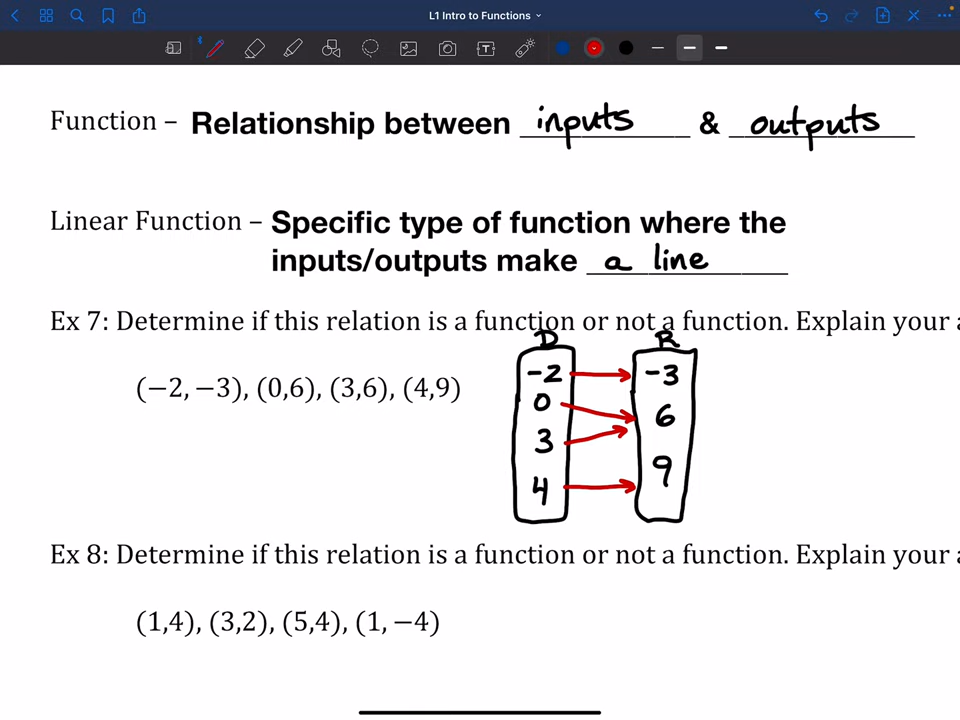 L1 Intro to Functions
Function – Relationship between inputs & outputs
Linear Function – Specific type of function where the
inputs/outputs make a line
Ex 7: Determine if this relation is a function or not a function. Explain your a
D R
(−2, −3), (0,6), (3,6), (4,9)
-2 -3
0 6
3 9
4
Ex 8: Determine if this relation is a function or not a function. Explain your a
(1,4), (3,2), (5,4), (1, −4)